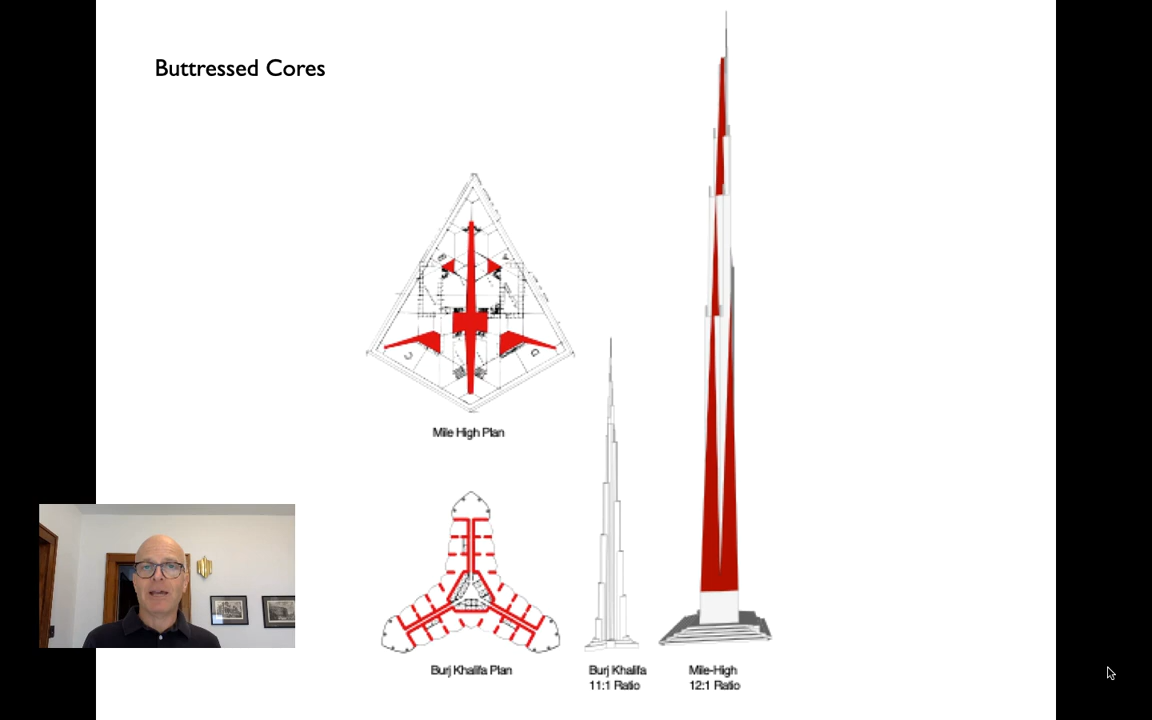 Buttressed Cores
Mile High Plan
Burj Khalifa Plan
Burj Khalifa
11:1 Ratio
Mile-High
12:1 Ratio